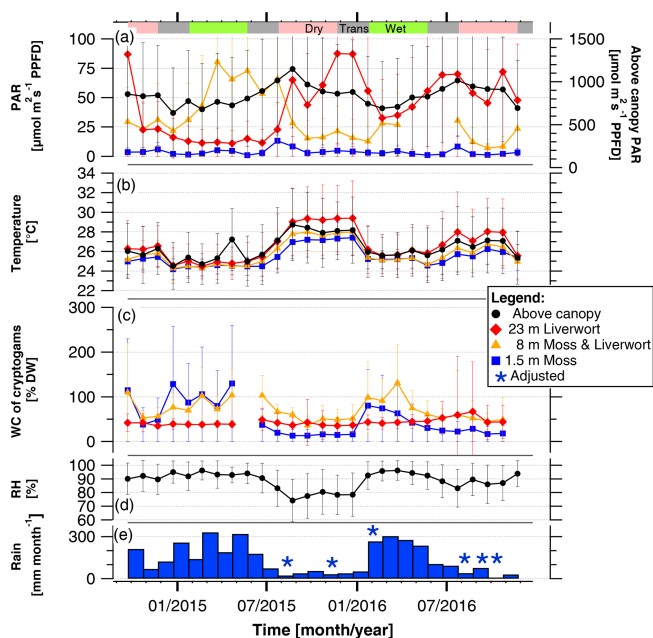 Dry Trans Wet
(a)
100
75
50
25
0
PAR
[µmol m⁻² s⁻¹ PPFD]
1500
1000
500
0
Above canopy PAR
[µmol m⁻² s⁻¹ PPFD]
(b)
34
32
30
28
26
24
22
Temperature
[°C]
(c)
300
200
100
0
WC of cryptogams
[% DW]
Legend:
Above canopy
23 m Liverwort
8 m Moss & Liverwort
1.5 m Moss
* Adjusted
100
90
80
70
60
RH
[%]
(d)
(e)
300
0
Rain
[mm month⁻¹]
* * * * * *
01/2015 07/2015 01/2016 07/2016
Time [month/year]